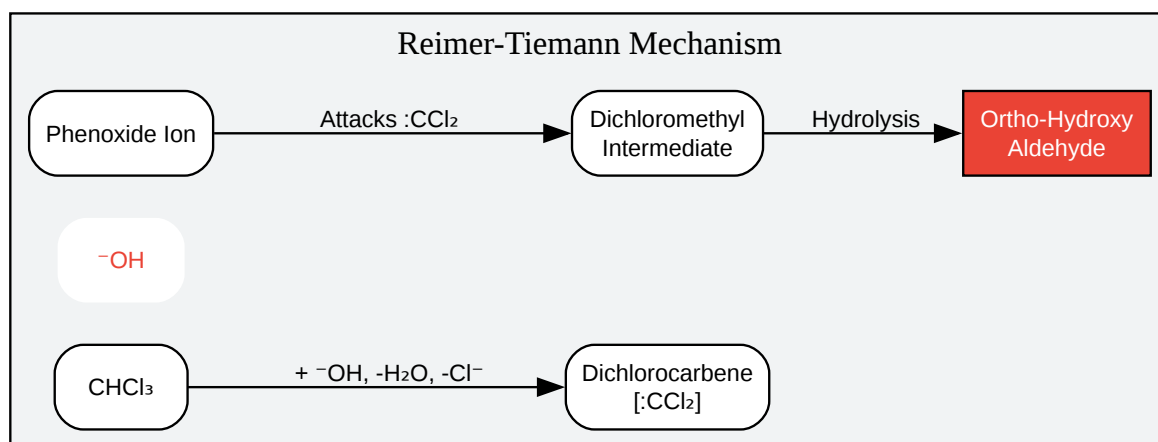 Reimer-Tiemann Mechanism
Phenoxide Ion
Attacks :CCl₂
Dichloromethyl
Intermediate
Hydrolysis
Ortho-Hydroxy
Aldehyde
⁻OH
CHCl₃
+ ⁻OH, -H₂O, -Cl⁻
Dichlorocarbene
[:CCl₂]